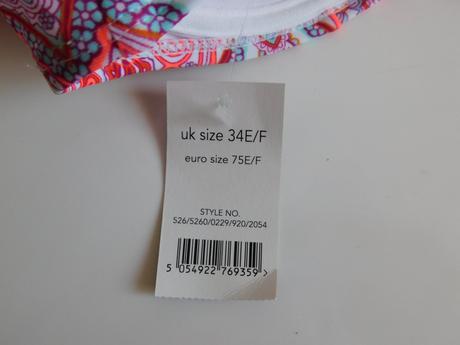 uk size 34E/F
euro size 75E/F
STYLE NO.
526/5260/0229/920/2054
5 054922 769359 >